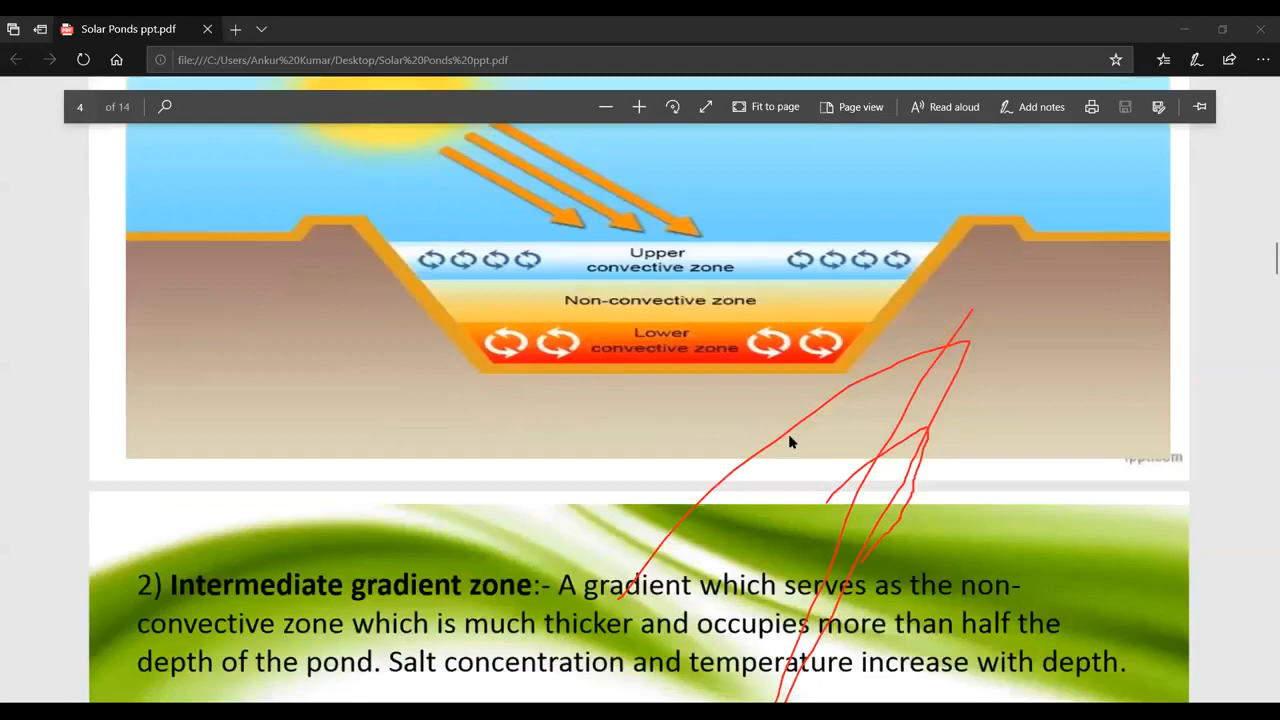 Solar Ponds ppt.pdf
file:///C:/Users/Ankur%20Kumar/Desktop/Solar%20Ponds%20ppt.pdf
4 of 14
Fit to page
Page view
Read aloud
Add notes
Upper
convective zone
Non-convective zone
Lower
convective zone
2) Intermediate gradient zone:- A gradient which serves as the non-
convective zone which is much thicker and occupies more than half the
depth of the pond. Salt concentration and temperature increase with depth.